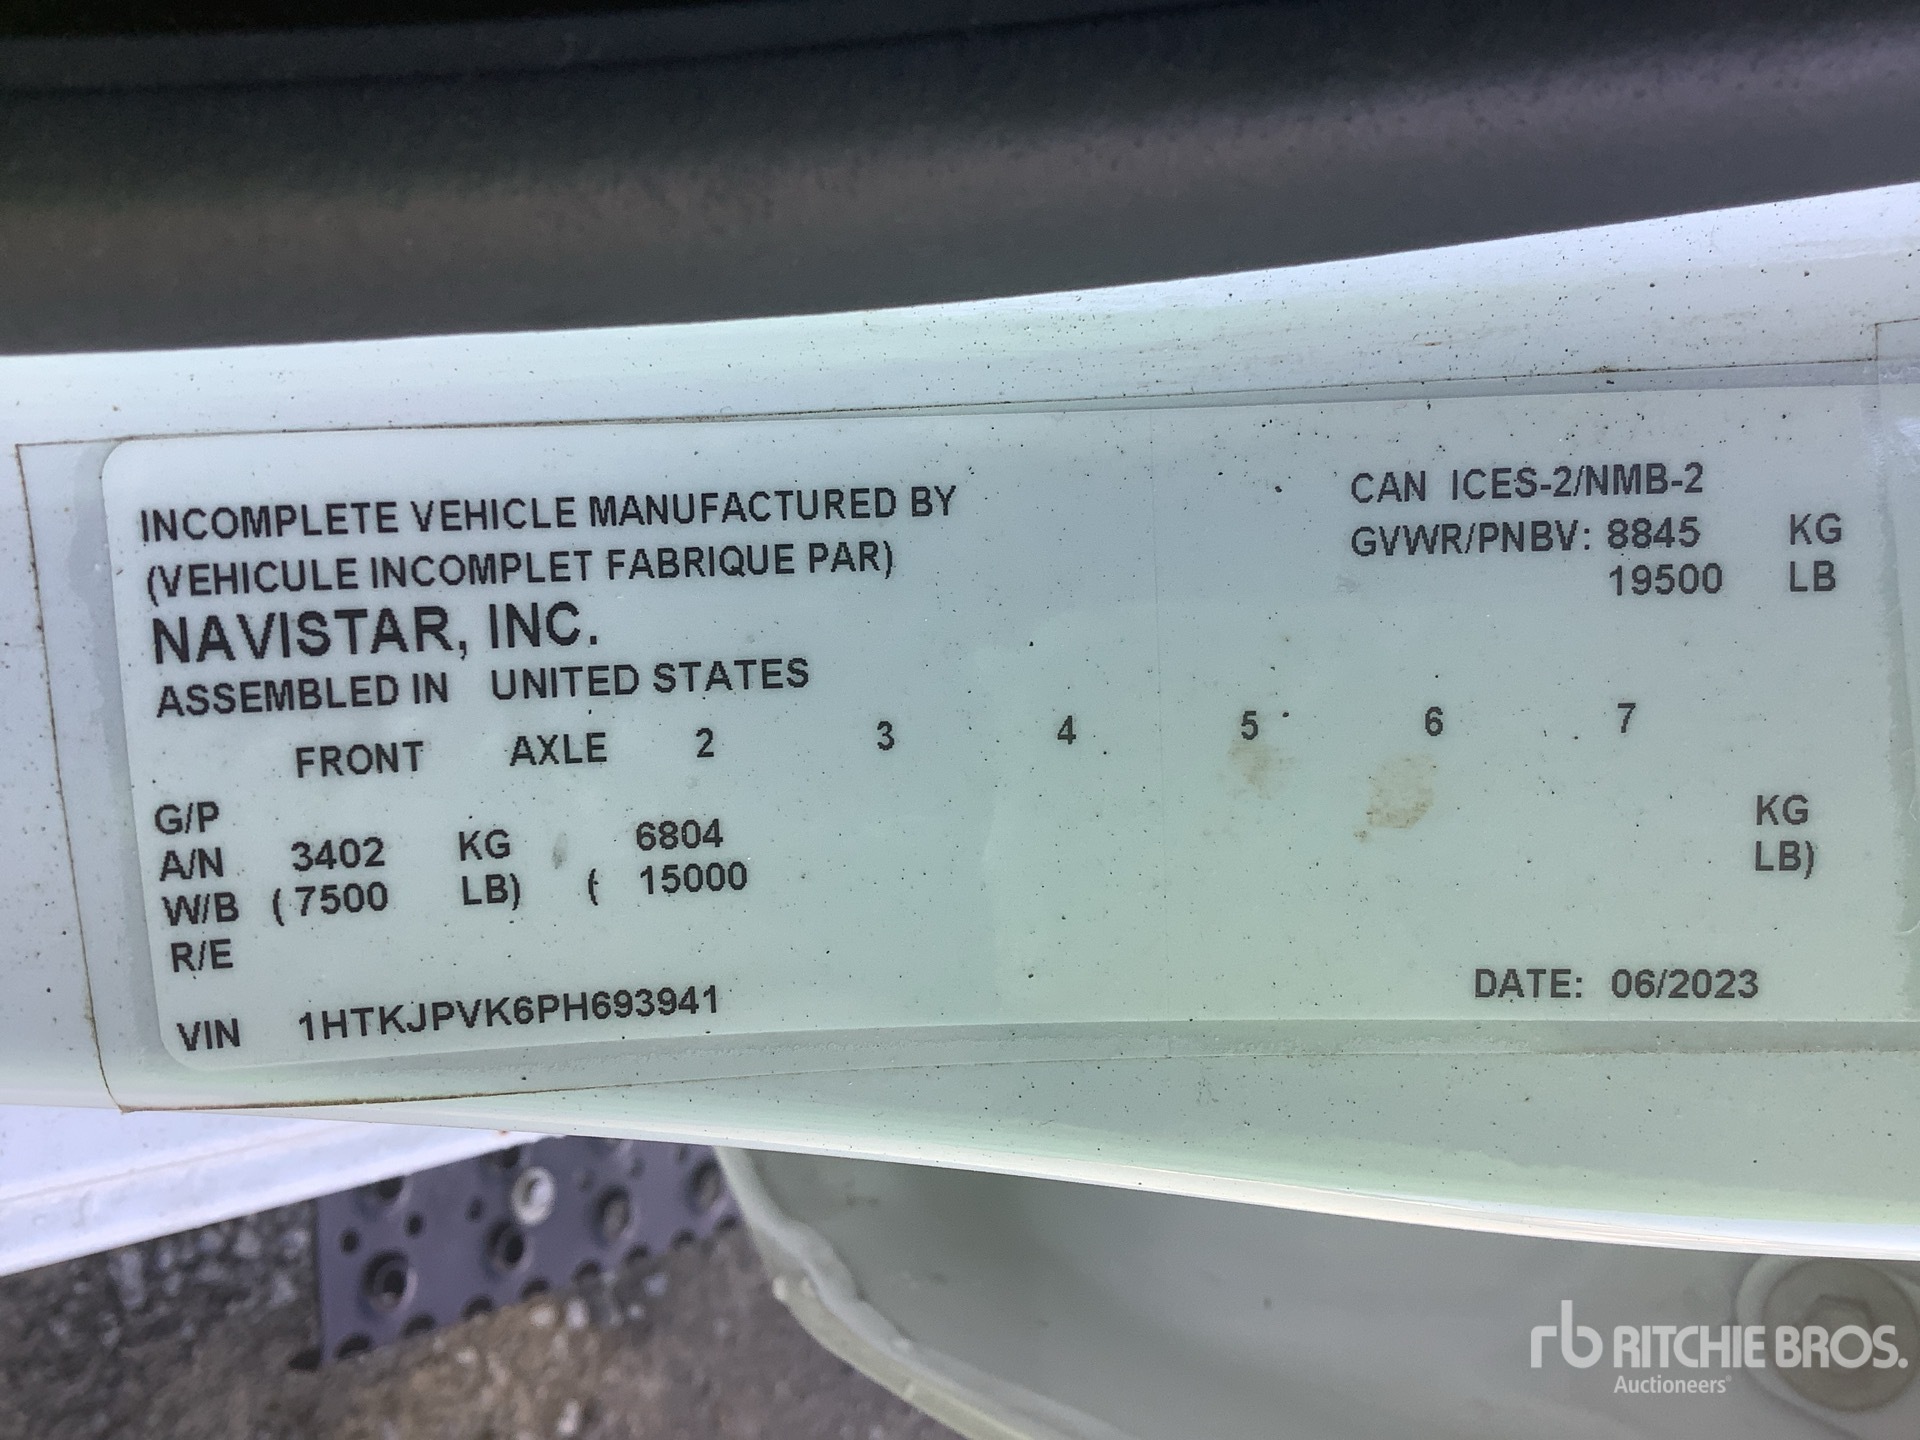 INCOMPLETE VEHICLE MANUFACTURED BY
(VEHICULE INCOMPLET FABRIQUE PAR)
NAVISTAR, INC.
ASSEMBLED IN UNITED STATES
CAN ICES-2/NMB-2
GVWR/PNBV: 8845 KG
19500 LB
FRONT AXLE 2 3 4 5 6 7
G/P
A/N 3402 KG 6804 KG
W/B ( 7500 LB) ( 15000 LB)
R/E
VIN 1HTKJPVK6PH693941
DATE: 06/2023
rb RITCHIE BROS.
Auctioneers